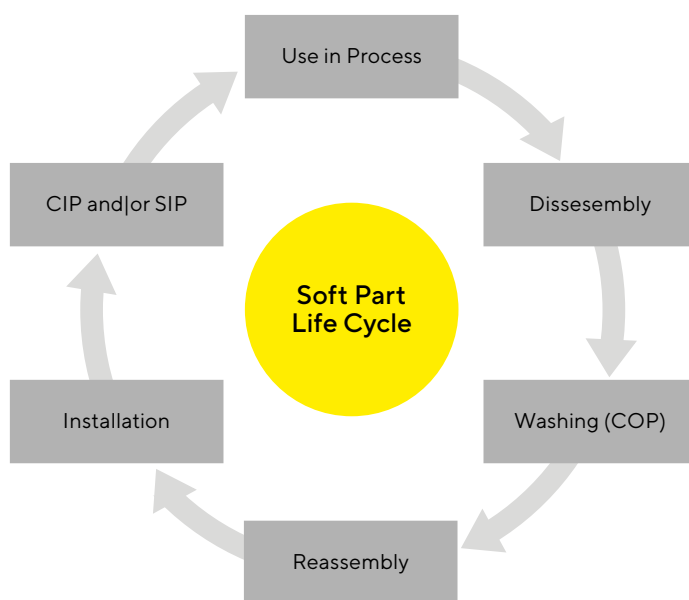 Use in Process
CIP and|or SIP
Dissesembly
Soft Part
Life Cycle
Installation
Washing (COP)
Reassembly